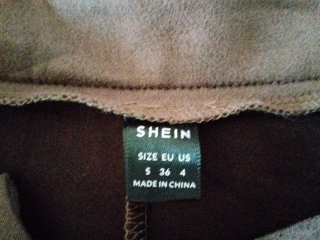 SHEIN
SIZE EU US
S 36 4
MADE IN CHINA